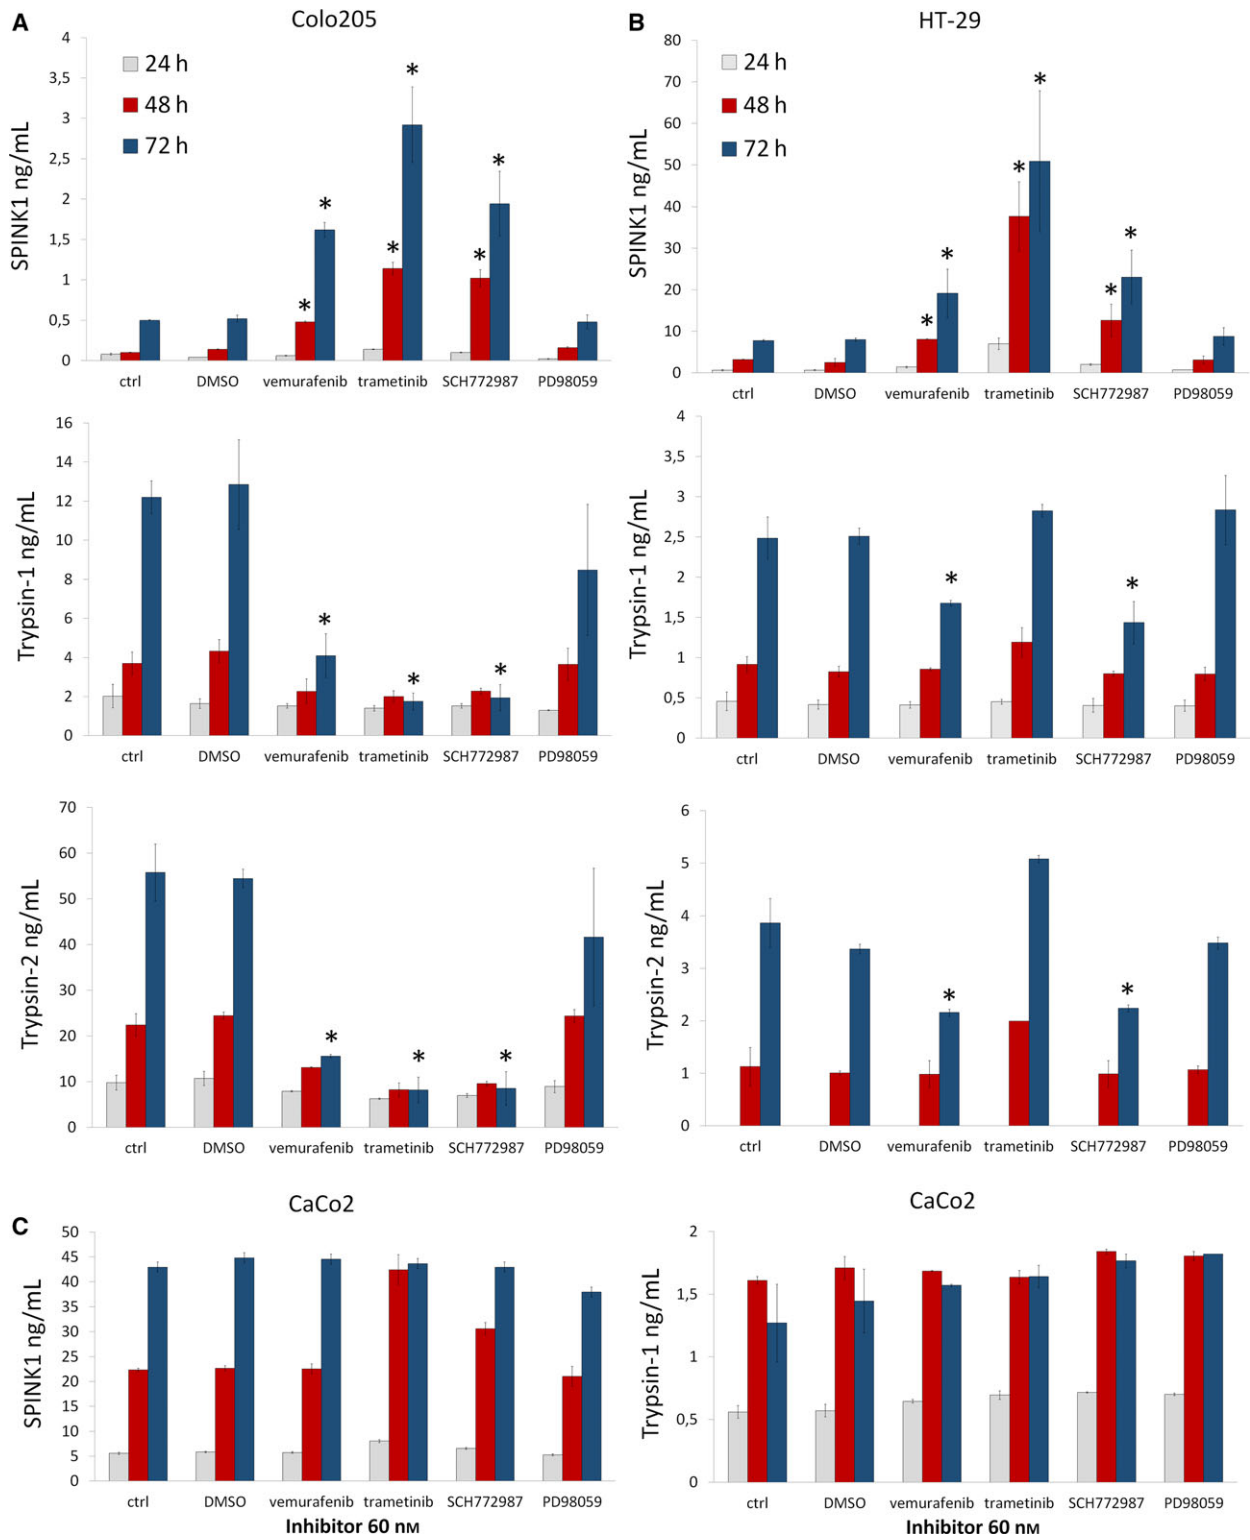 A
Colo205
SPINK1 ng/mL
4
3,5
3
2,5
2
1,5
1
0,5
0
24 h
48 h
72 h
* * * * * *
ctrl DMSO vemurafenib trametinib SCH772987 PD98059
B
HT-29
SPINK1 ng/mL
80
70
60
50
40
30
20
10
0
24 h
48 h
72 h
* * * * * *
ctrl DMSO vemurafenib trametinib SCH772987 PD98059
Trypsin-1 ng/mL
16
14
12
10
8
6
4
2
0
* * *
ctrl DMSO vemurafenib trametinib SCH772987 PD98059
Trypsin-1 ng/mL
4
3,5
3
2,5
2
1,5
1
0,5
0
* *
ctrl DMSO vemurafenib trametinib SCH772987 PD98059
Trypsin-2 ng/mL
70
60
50
40
30
20
10
0
* * *
ctrl DMSO vemurafenib trametinib SCH772987 PD98059
Trypsin-2 ng/mL
6
5
4
3
2
1
0
* *
ctrl DMSO vemurafenib trametinib SCH772987 PD98059
C
CaCo2
SPINK1 ng/mL
50
45
40
35
30
25
20
15
10
5
0
ctrl DMSO vemurafenib trametinib SCH772987 PD98059
Inhibitor 60 nM
CaCo2
Trypsin-1 ng/mL
2
1,5
1
0,5
0
ctrl DMSO vemurafenib trametinib SCH772987 PD98059
Inhibitor 60 nM